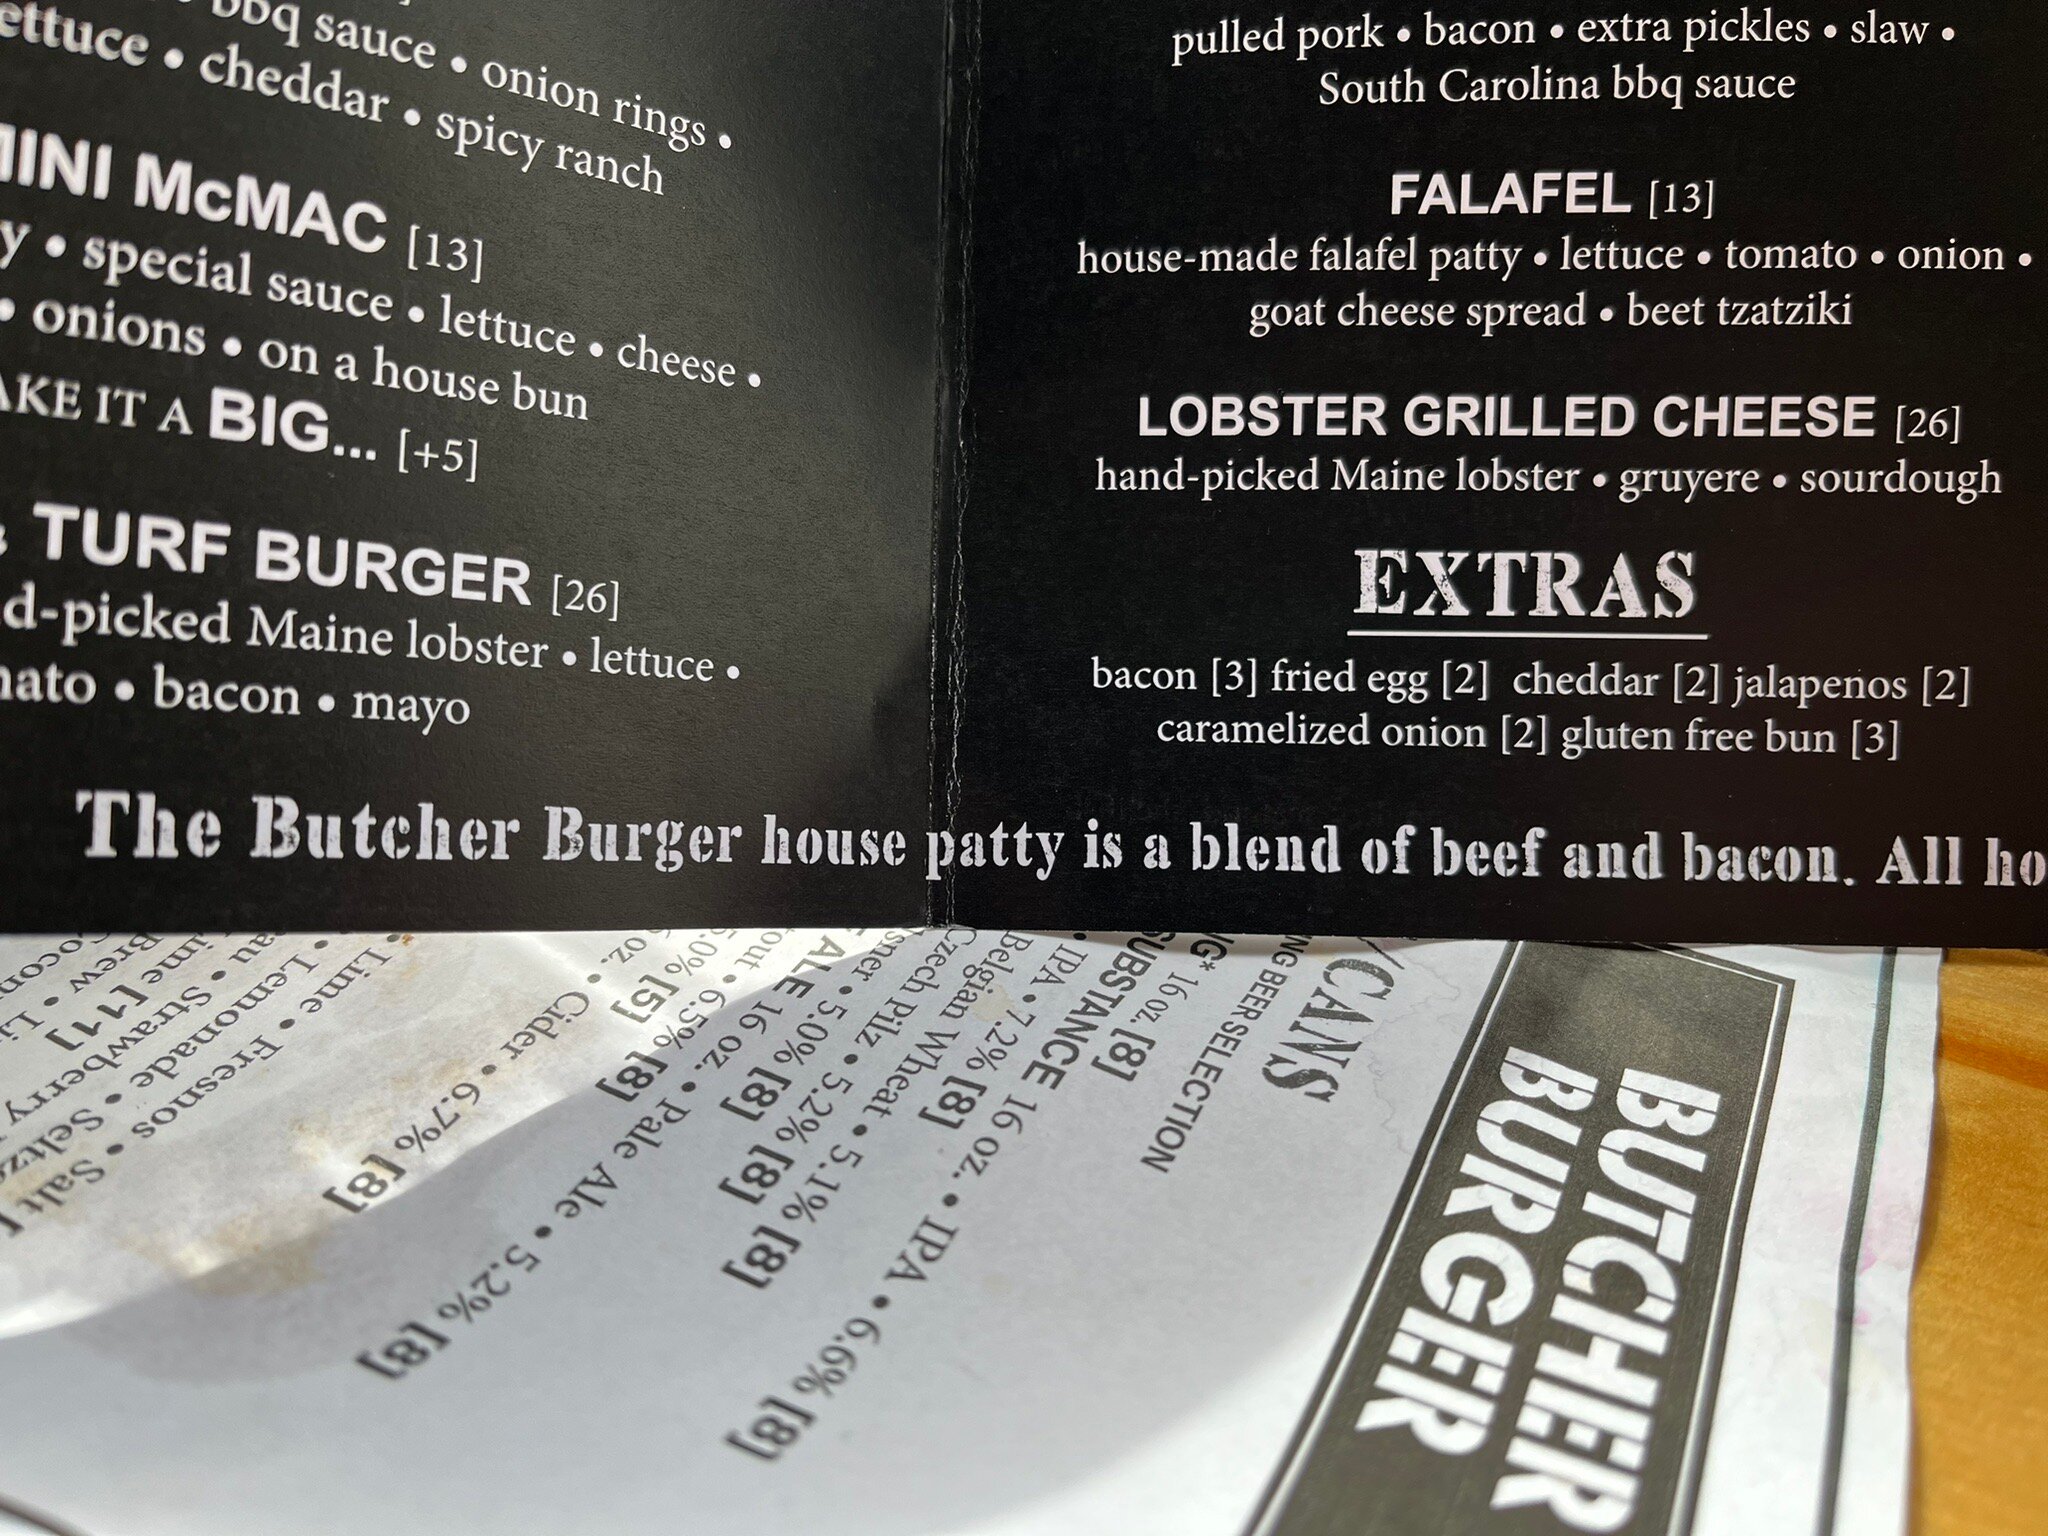 bbq sauce • onion rings •
lettuce • cheddar • spicy ranch
MINI McMAC [13]
• special sauce • lettuce • cheese •
• onions • on a house bun
IT A BIG... [+5]
TURF BURGER [26]
Maine lobster • lettuce •
• bacon • mayo
pulled pork • bacon • extra pickles • slaw •
South Carolina bbq sauce
FALAFEL [13]
house-made falafel patty • lettuce • tomato • onion •
goat cheese spread • beet tzatziki
LOBSTER GRILLED CHEESE [26]
hand-picked Maine lobster • gruyere • sourdough
EXTRAS
bacon [3] fried egg [2] cheddar [2] jalapenos [2]
caramelized onion [2] gluten free bun [3]
The Butcher Burger house patty is a blend of beef and bacon. All
BUTCHER
BURGER
/CANS
BEER SELECTION
16 oz. [8]
SUBSTANCE 16 oz. • IPA • 6.6% [8]
IPA • 7.2% [8]
Belgian Wheat • 5.1% [8]
Czech Pilz • 5.2% [8]
• 5.0% [8]
ALE 16 oz. • Pale Ale • 5.2% [8]
• 6.5% [8]
[5]
• Cider • 6.7% [8]
Lime • Fresnos • Salt
• Lemonade • Seltzer
• Strawberry
[11]